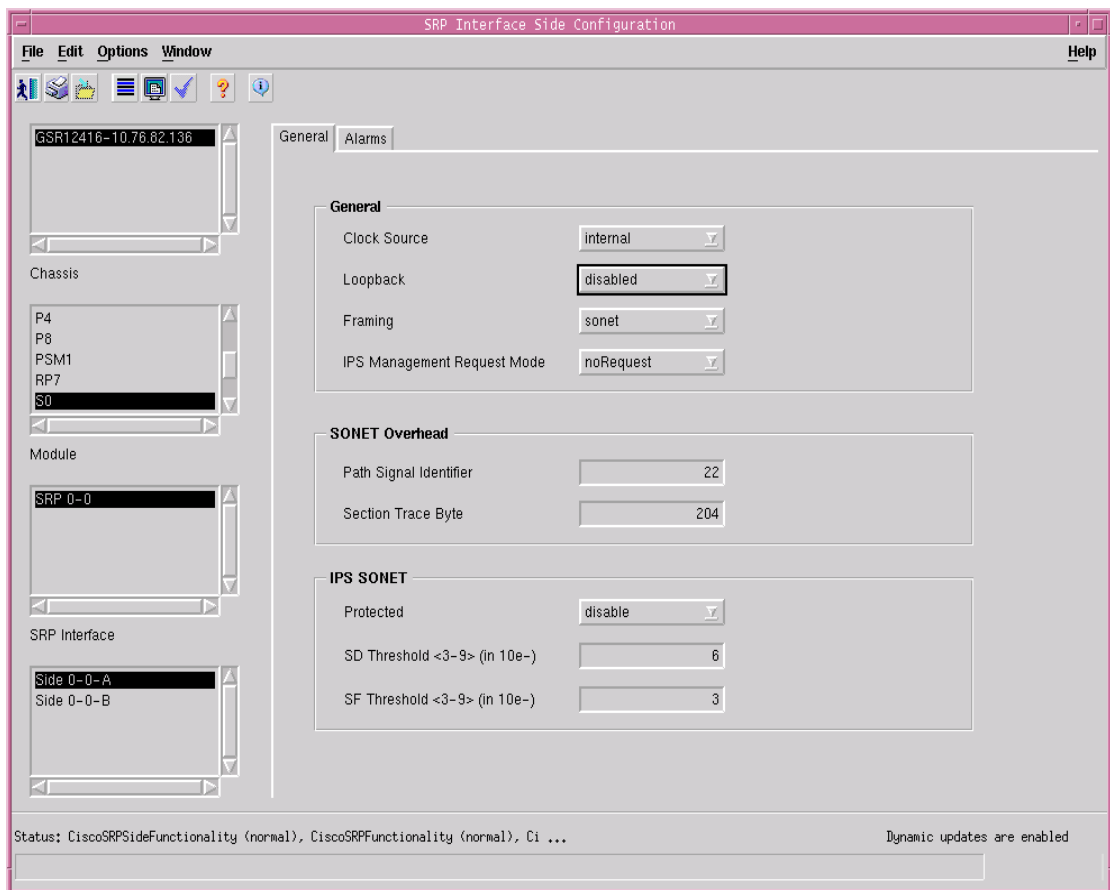 SRP Interface Side Configuration
File Edit Options Window Help
GSR12416-10.76.82.136
Chassis
P4
P8
PSM1
RP7
S0
Module
SRP 0-0
SRP Interface
Side 0-0-A
Side 0-0-B
General Alarms
General
Clock Source internal
Loopback disabled
Framing sonet
IPS Management Request Mode noRequest
SONET Overhead
Path Signal Identifier 22
Section Trace Byte 204
IPS SONET
Protected disable
SD Threshold <3-9> (in 10e-) 6
SF Threshold <3-9> (in 10e-) 3
Status: CiscoSRPSideFunctionality (normal), CiscoSRPFunctionality (normal), Ci ... Dynamic updates are enabled